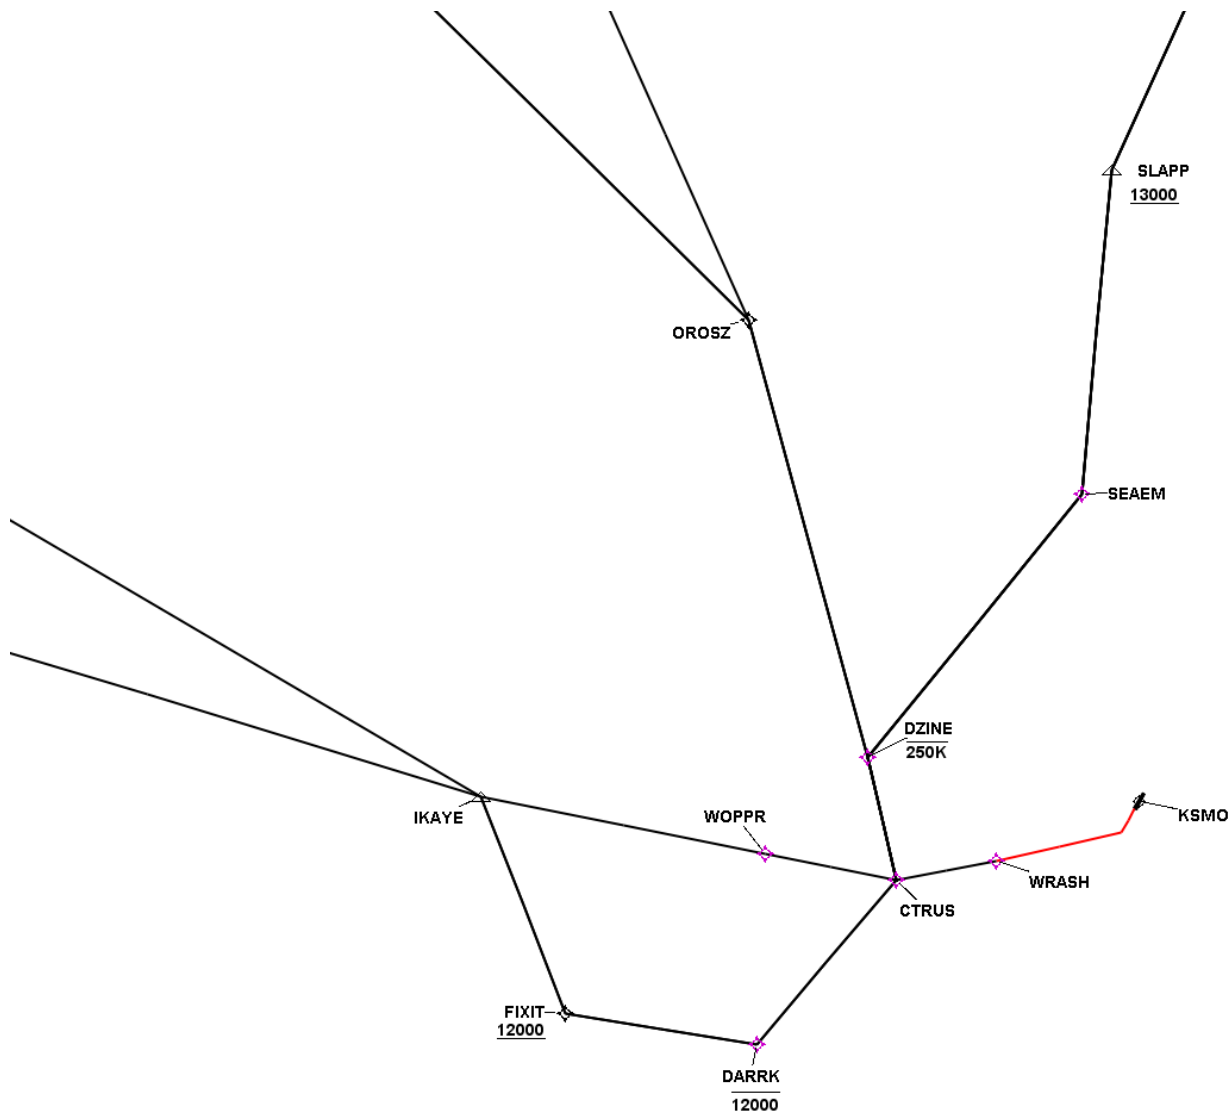 SLAPP
13000
OROSZ
SEAEM
DZINE
250K
IKAYE
WOPPR
KSMO
WRASH
CTRUS
FIXIT
12000
DARRK
12000